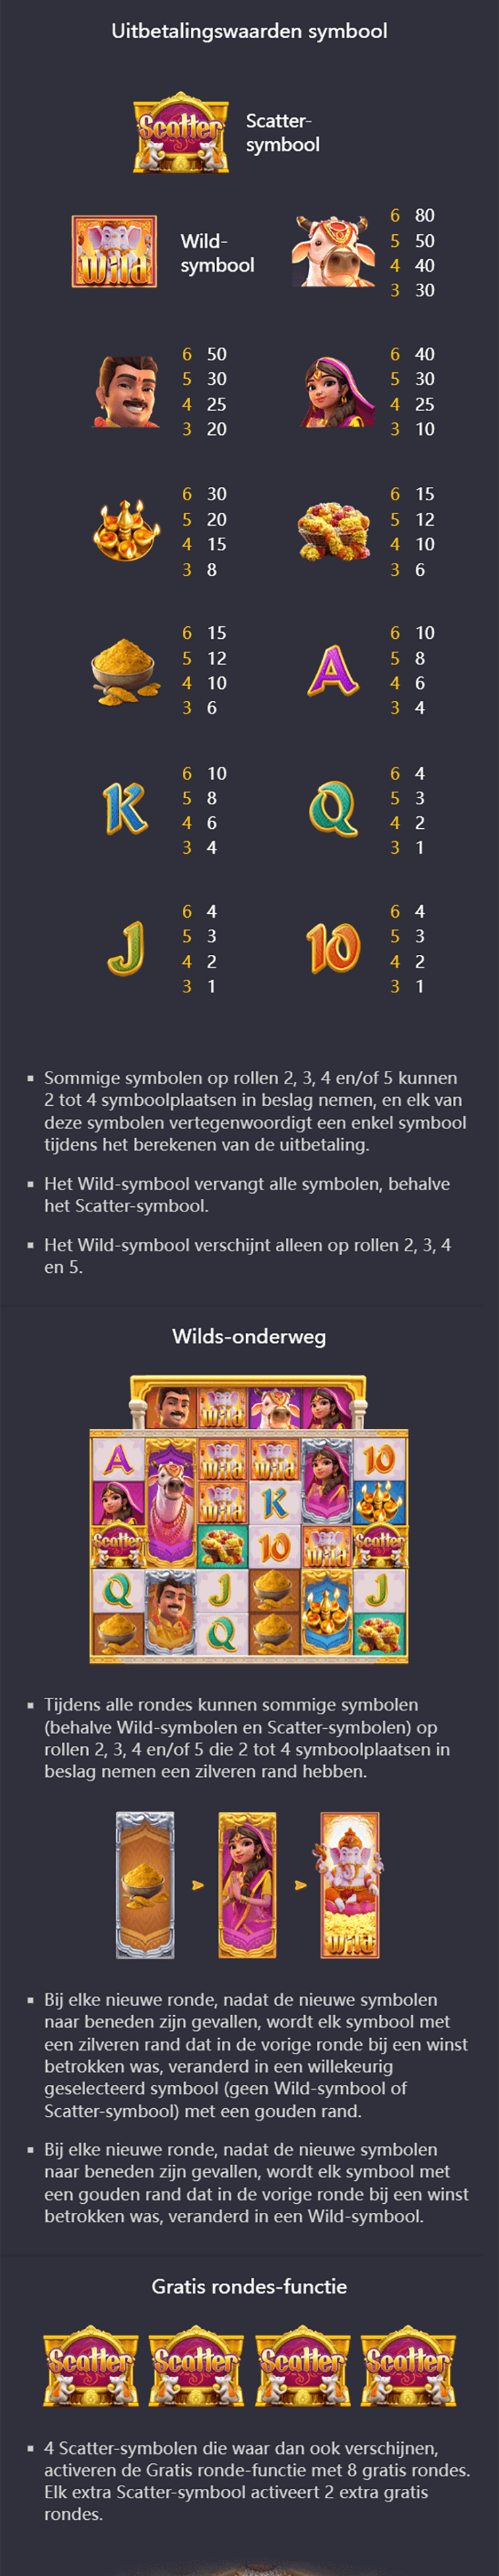 Uitbetalingswaarden symbool
Scatter
Scatter-
symbool
Wild
Wild-
symbool
6 80
5 50
4 40
3 30
6 50
5 30
4 25
3 20
6 40
5 30
4 25
3 10
6 30
5 20
4 15
3 8
6 15
5 12
4 10
3 6
6 15
5 12
4 10
3 6
A
6 10
5 8
4 6
3 4
K
6 10
5 8
4 6
3 4
Q
6 4
5 3
4 2
3 1
J
6 4
5 3
4 2
3 1
10
6 4
5 3
4 2
3 1
▪ Sommige symbolen op rollen 2, 3, 4 en/of 5 kunnen
2 tot 4 symboolplaatsen in beslag nemen, en elk van
deze symbolen vertegenwoordigt een enkel symbool
tijdens het berekenen van de uitbetaling.
▪ Het Wild-symbool vervangt alle symbolen, behalve
het Scatter-symbool.
▪ Het Wild-symbool verschijnt alleen op rollen 2, 3, 4
en 5.
Wilds-onderweg
Wild
A Wild Wild 10
Wild K
Scatter 10 Wild Scatter
Q J J
Q
▪ Tijdens alle rondes kunnen sommige symbolen
(behalve Wild-symbolen en Scatter-symbolen) op
rollen 2, 3, 4 en/of 5 die 2 tot 4 symboolplaatsen in
beslag nemen een zilveren rand hebben.
Wild
▪ Bij elke nieuwe ronde, nadat de nieuwe symbolen
naar beneden zijn gevallen, wordt elk symbool met
een zilveren rand dat in de vorige ronde bij een winst
betrokken was, veranderd in een willekeurig
geselecteerd symbool (geen Wild-symbool of
Scatter-symbool) met een gouden rand.
▪ Bij elke nieuwe ronde, nadat de nieuwe symbolen
naar beneden zijn gevallen, wordt elk symbool met
een gouden rand dat in de vorige ronde bij een winst
betrokken was, veranderd in een Wild-symbool.
Gratis rondes-functie
Scatter Scatter Scatter Scatter
▪ 4 Scatter-symbolen die waar dan ook verschijnen,
activeren de Gratis ronde-functie met 8 gratis rondes.
Elk extra Scatter-symbool activeert 2 extra gratis
rondes.